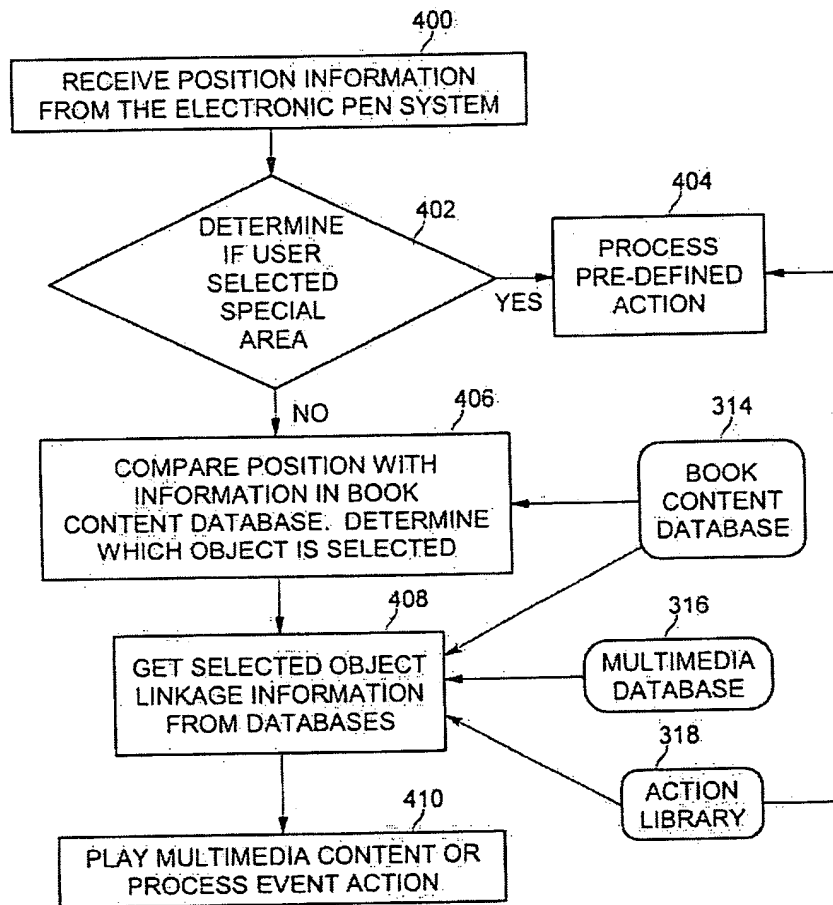 400
RECEIVE POSITION INFORMATION
FROM THE ELECTRONIC PEN SYSTEM
402
DETERMINE
IF USER
SELECTED
SPECIAL
AREA
YES
404
PROCESS
PRE-DEFINED
ACTION
NO
406
COMPARE POSITION WITH
INFORMATION IN BOOK
CONTENT DATABASE. DETERMINE
WHICH OBJECT IS SELECTED
314
BOOK
CONTENT
DATABASE
408
GET SELECTED OBJECT
LINKAGE INFORMATION
FROM DATABASES
316
MULTIMEDIA
DATABASE
318
ACTION
LIBRARY
410
PLAY MULTIMEDIA CONTENT OR
PROCESS EVENT ACTION